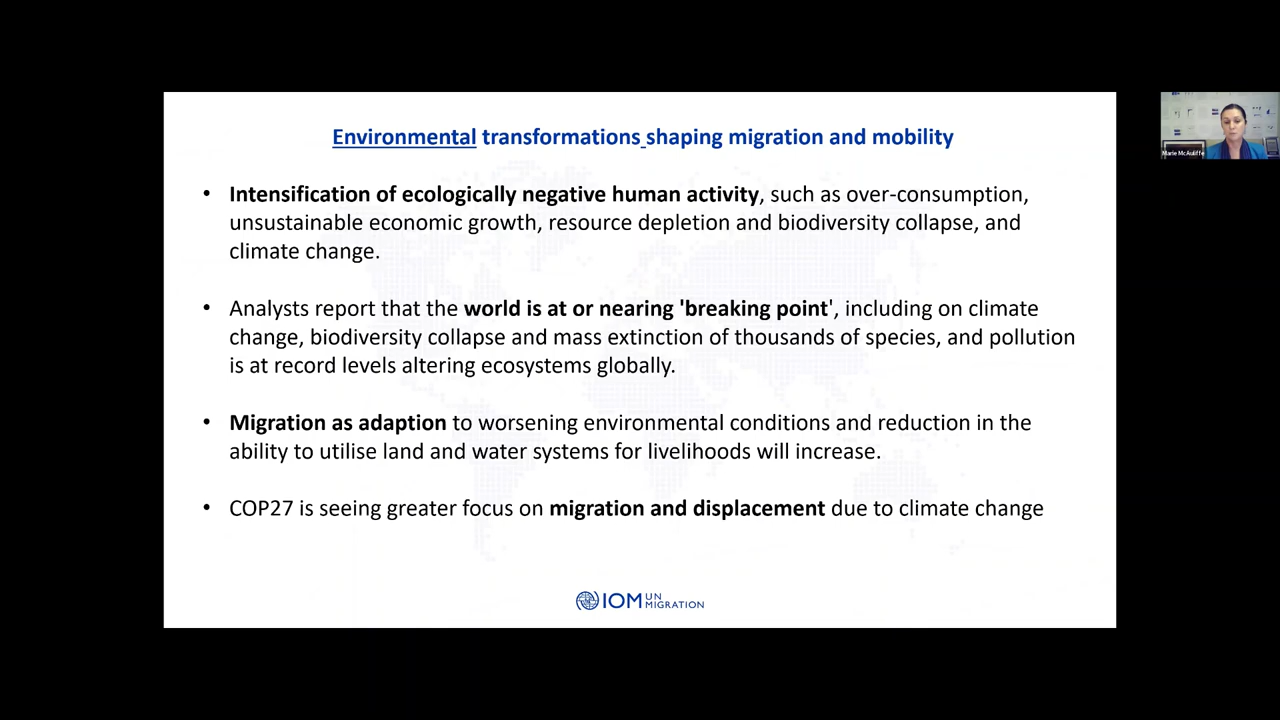 Environmental transformations shaping migration and mobility
• Intensification of ecologically negative human activity, such as over-consumption,
unsustainable economic growth, resource depletion and biodiversity collapse, and
climate change.
• Analysts report that the world is at or nearing 'breaking point', including on climate
change, biodiversity collapse and mass extinction of thousands of species, and pollution
is at record levels altering ecosystems globally.
• Migration as adaption to worsening environmental conditions and reduction in the
ability to utilise land and water systems for livelihoods will increase.
• COP27 is seeing greater focus on migration and displacement due to climate change
IOM UN
MIGRATION
Marie McAuliffe